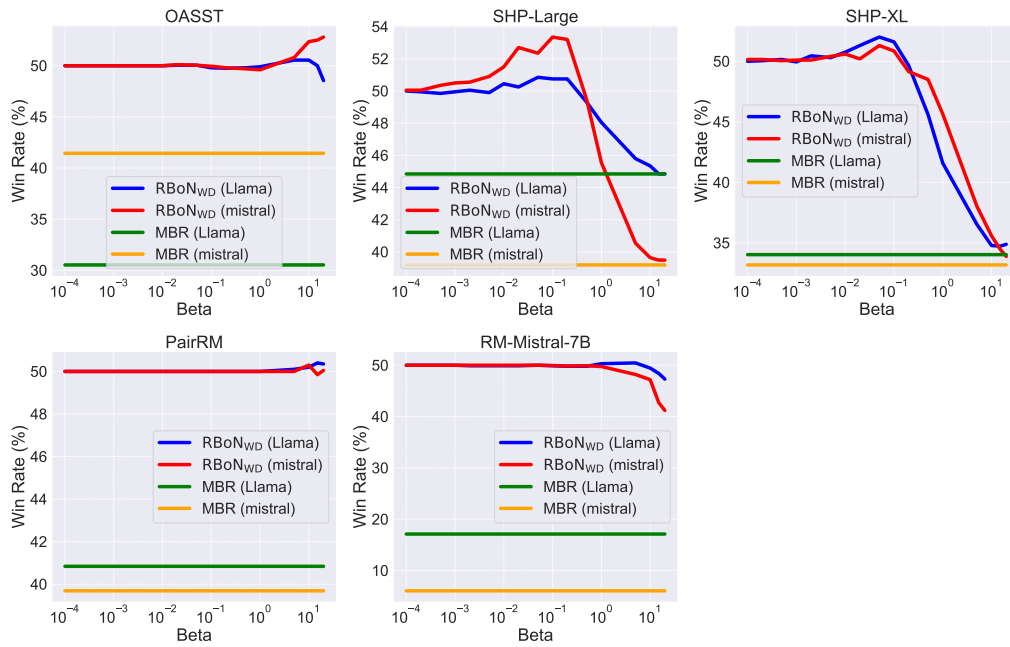 OASST
Win Rate (%)
50
45
40
35
30
RBoN_WD (Llama)
RBoN_WD (mistral)
MBR (Llama)
MBR (mistral)
10^−4 10^−3 10^−2 10^−1 10^0 10^1
Beta
SHP-Large
Win Rate (%)
54
52
50
48
46
44
42
40
RBoN_WD (Llama)
RBoN_WD (mistral)
MBR (Llama)
MBR (mistral)
10^−4 10^−3 10^−2 10^−1 10^0 10^1
Beta
SHP-XL
Win Rate (%)
50
45
40
35
RBoN_WD (Llama)
RBoN_WD (mistral)
MBR (Llama)
MBR (mistral)
10^−4 10^−3 10^−2 10^−1 10^0 10^1
Beta
PairRM
Win Rate (%)
50
48
46
44
42
40
RBoN_WD (Llama)
RBoN_WD (mistral)
MBR (Llama)
MBR (mistral)
10^−4 10^−3 10^−2 10^−1 10^0 10^1
Beta
RM-Mistral-7B
Win Rate (%)
50
40
30
20
10
RBoN_WD (Llama)
RBoN_WD (mistral)
MBR (Llama)
MBR (mistral)
10^−4 10^−3 10^−2 10^−1 10^0 10^1
Beta